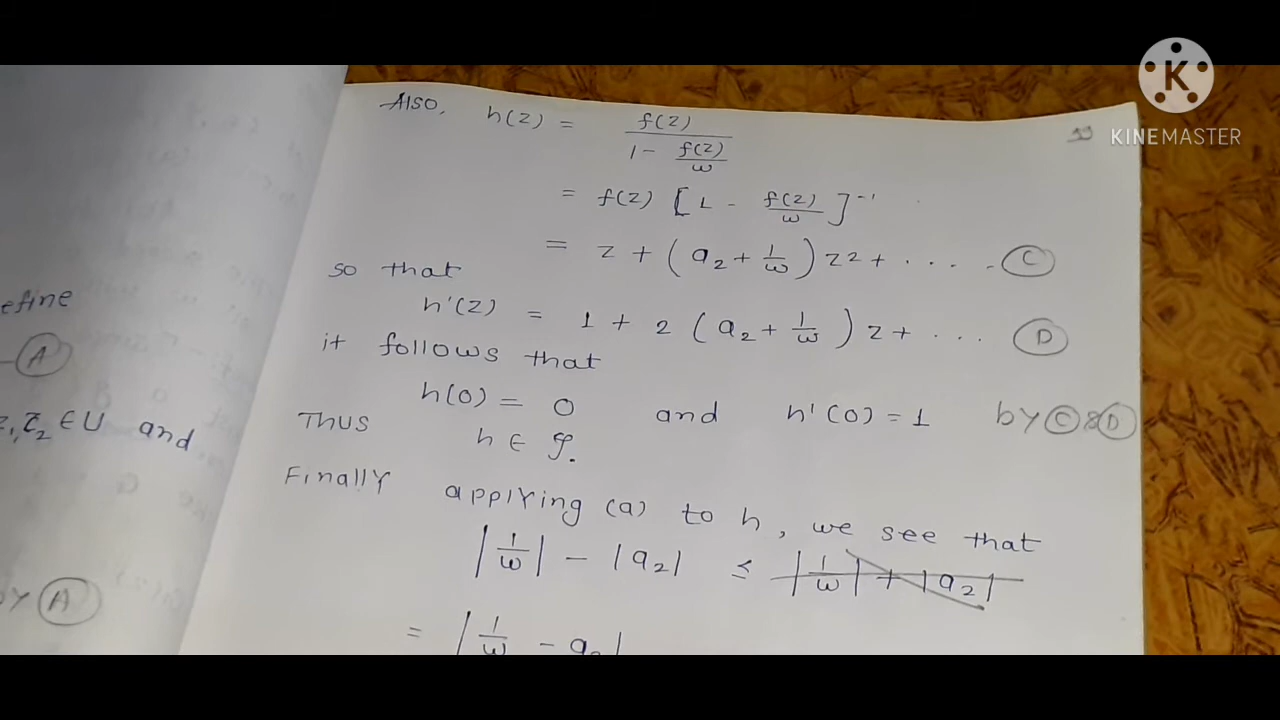 Also, h(z) = f(z) / (1 - f(z)/ω)
= f(z) [1 - f(z)/ω]⁻¹
= z + (a₂ + 1/ω) z² + . . . . - Ⓒ
so that
h'(z) = 1 + 2 (a₂ + 1/ω) z + . . . Ⓓ
it follows that
h(0) = 0 and h'(0) = 1 by Ⓒ & Ⓓ
Thus
h ∈ 𝒮.
Finally applying (a) to h, we see that
|1/ω| - |a₂| ≤ |1/ω| + |a₂|
= |1/ω - a₂|
efine
- Ⓐ
z₂ ∈ U and
by Ⓐ
K
KINEMASTER